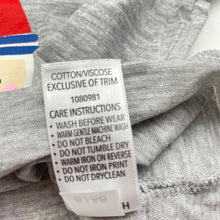 COTTON/VISCOSE
EXCLUSIVE OF TRIM
1080981
CARE INSTRUCTIONS
• WASH BEFORE WEAR
• WARM GENTLE MACHINE WASH
• DO NOT BLEACH
• DO NOT TUMBLE DRY
• WARM IRON ON REVERSE
• DO NOT IRON PRINT
• DO NOT DRYCLEAN
H